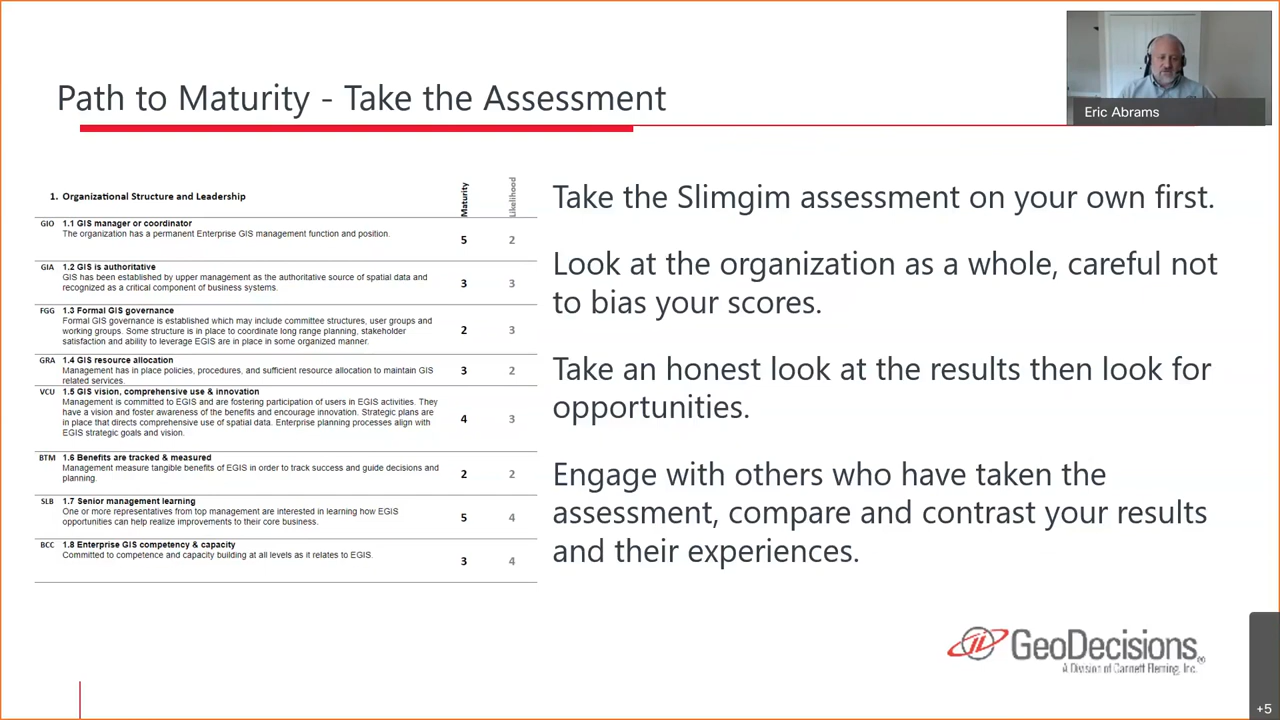 Path to Maturity - Take the Assessment
Eric Abrams
1. Organizational Structure and Leadership
Maturity
Likelihood
GIO 1.1 GIS manager or coordinator
The organization has a permanent Enterprise GIS management function and position.
5 2
GIA 1.2 GIS is authoritative
GIS has been established by upper management as the authoritative source of spatial data and
recognized as a critical component of business systems.
3 3
FGG 1.3 Formal GIS governance
Formal GIS governance is established which may include committee structures, user groups and
working groups. Some structure is in place to coordinate long range planning, stakeholder
satisfaction and ability to leverage EGIS are in place in some organized manner.
2 3
GRA 1.4 GIS resource allocation
Management has in place policies, procedures, and sufficient resource allocation to maintain GIS
related services.
3 2
VCU 1.5 GIS vision, comprehensive use & innovation
Management is committed to EGIS and are fostering participation of users in EGIS activities. They
have a vision and foster awareness of the benefits and encourage innovation. Strategic plans are
in place that directs comprehensive use of spatial data. Enterprise planning processes align with
EGIS strategic goals and vision.
4 3
BTM 1.6 Benefits are tracked & measured
Management measure tangible benefits of EGIS in order to track success and guide decisions and
planning.
2 2
SLB 1.7 Senior management learning
One or more representatives from top management are interested in learning how EGIS
opportunities can help realize improvements to their core business.
5 4
BCC 1.8 Enterprise GIS competency & capacity
Committed to competence and capacity building at all levels as it relates to EGIS.
3 4
Take the Slimgim assessment on your own first.
Look at the organization as a whole, careful not
to bias your scores.
Take an honest look at the results then look for
opportunities.
Engage with others who have taken the
assessment, compare and contrast your results
and their experiences.
GeoDecisions
A Division of Gannett Fleming, Inc.
+5